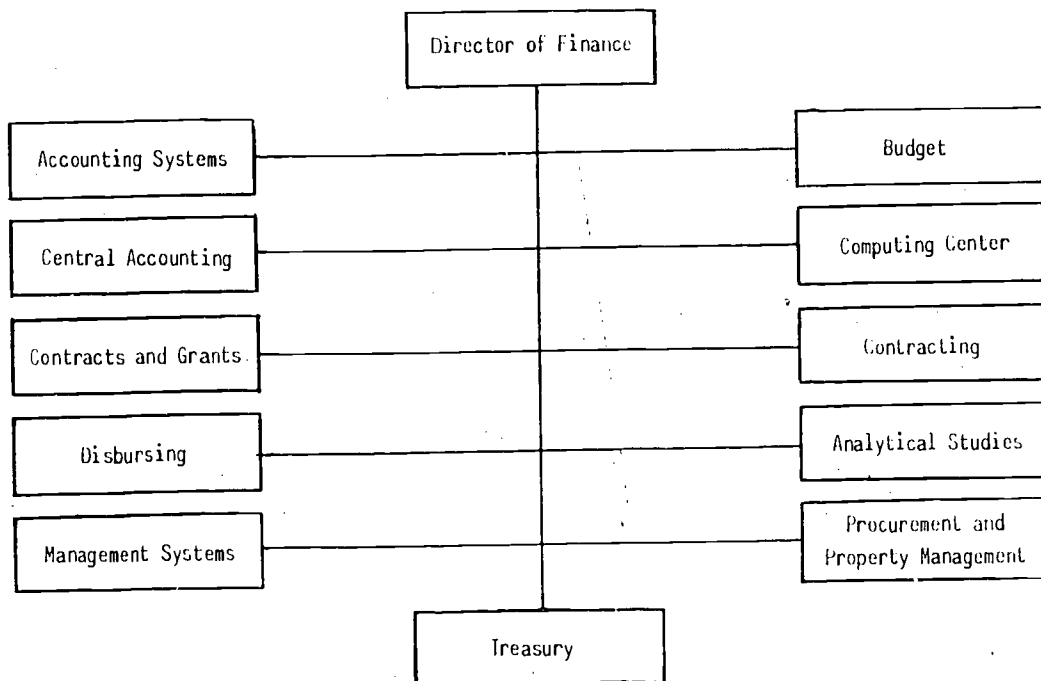 Director of Finance
Accounting Systems
Budget
Central Accounting
Computing Center
Contracts and Grants
Contracting
Disbursing
Analytical Studies
Management Systems
Procurement and
Property Management
Treasury